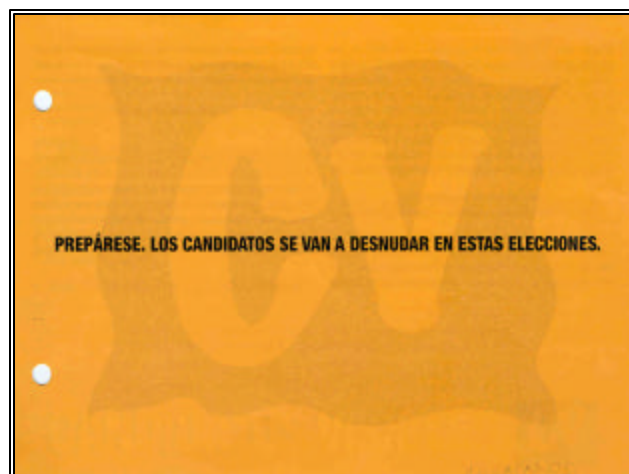 CV
PREPÁRESE. LOS CANDIDATOS SE VAN A DESNUDAR EN ESTAS ELECCIONES.